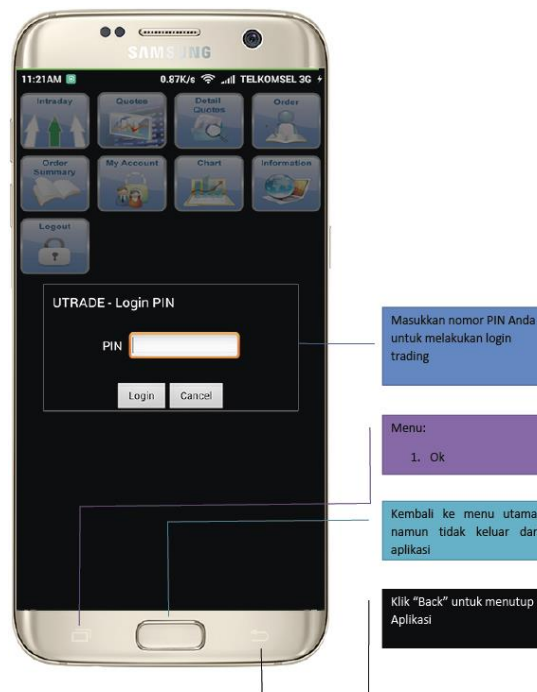 SAMSUNG
11:21AM 0.87K/s TELKOMSEL 3G
Intraday
Quotes
Detail
Quotes
Order
Order
Summary
My Account
Chart
Information
Logout
UTRADE - Login PIN
PIN
Login Cancel
Masukkan nomor PIN Anda
untuk melakukan login
trading
Menu:
1. Ok
Kembali ke menu utama
namun tidak keluar dar
aplikasi
Klik "Back" untuk menutup
Aplikasi